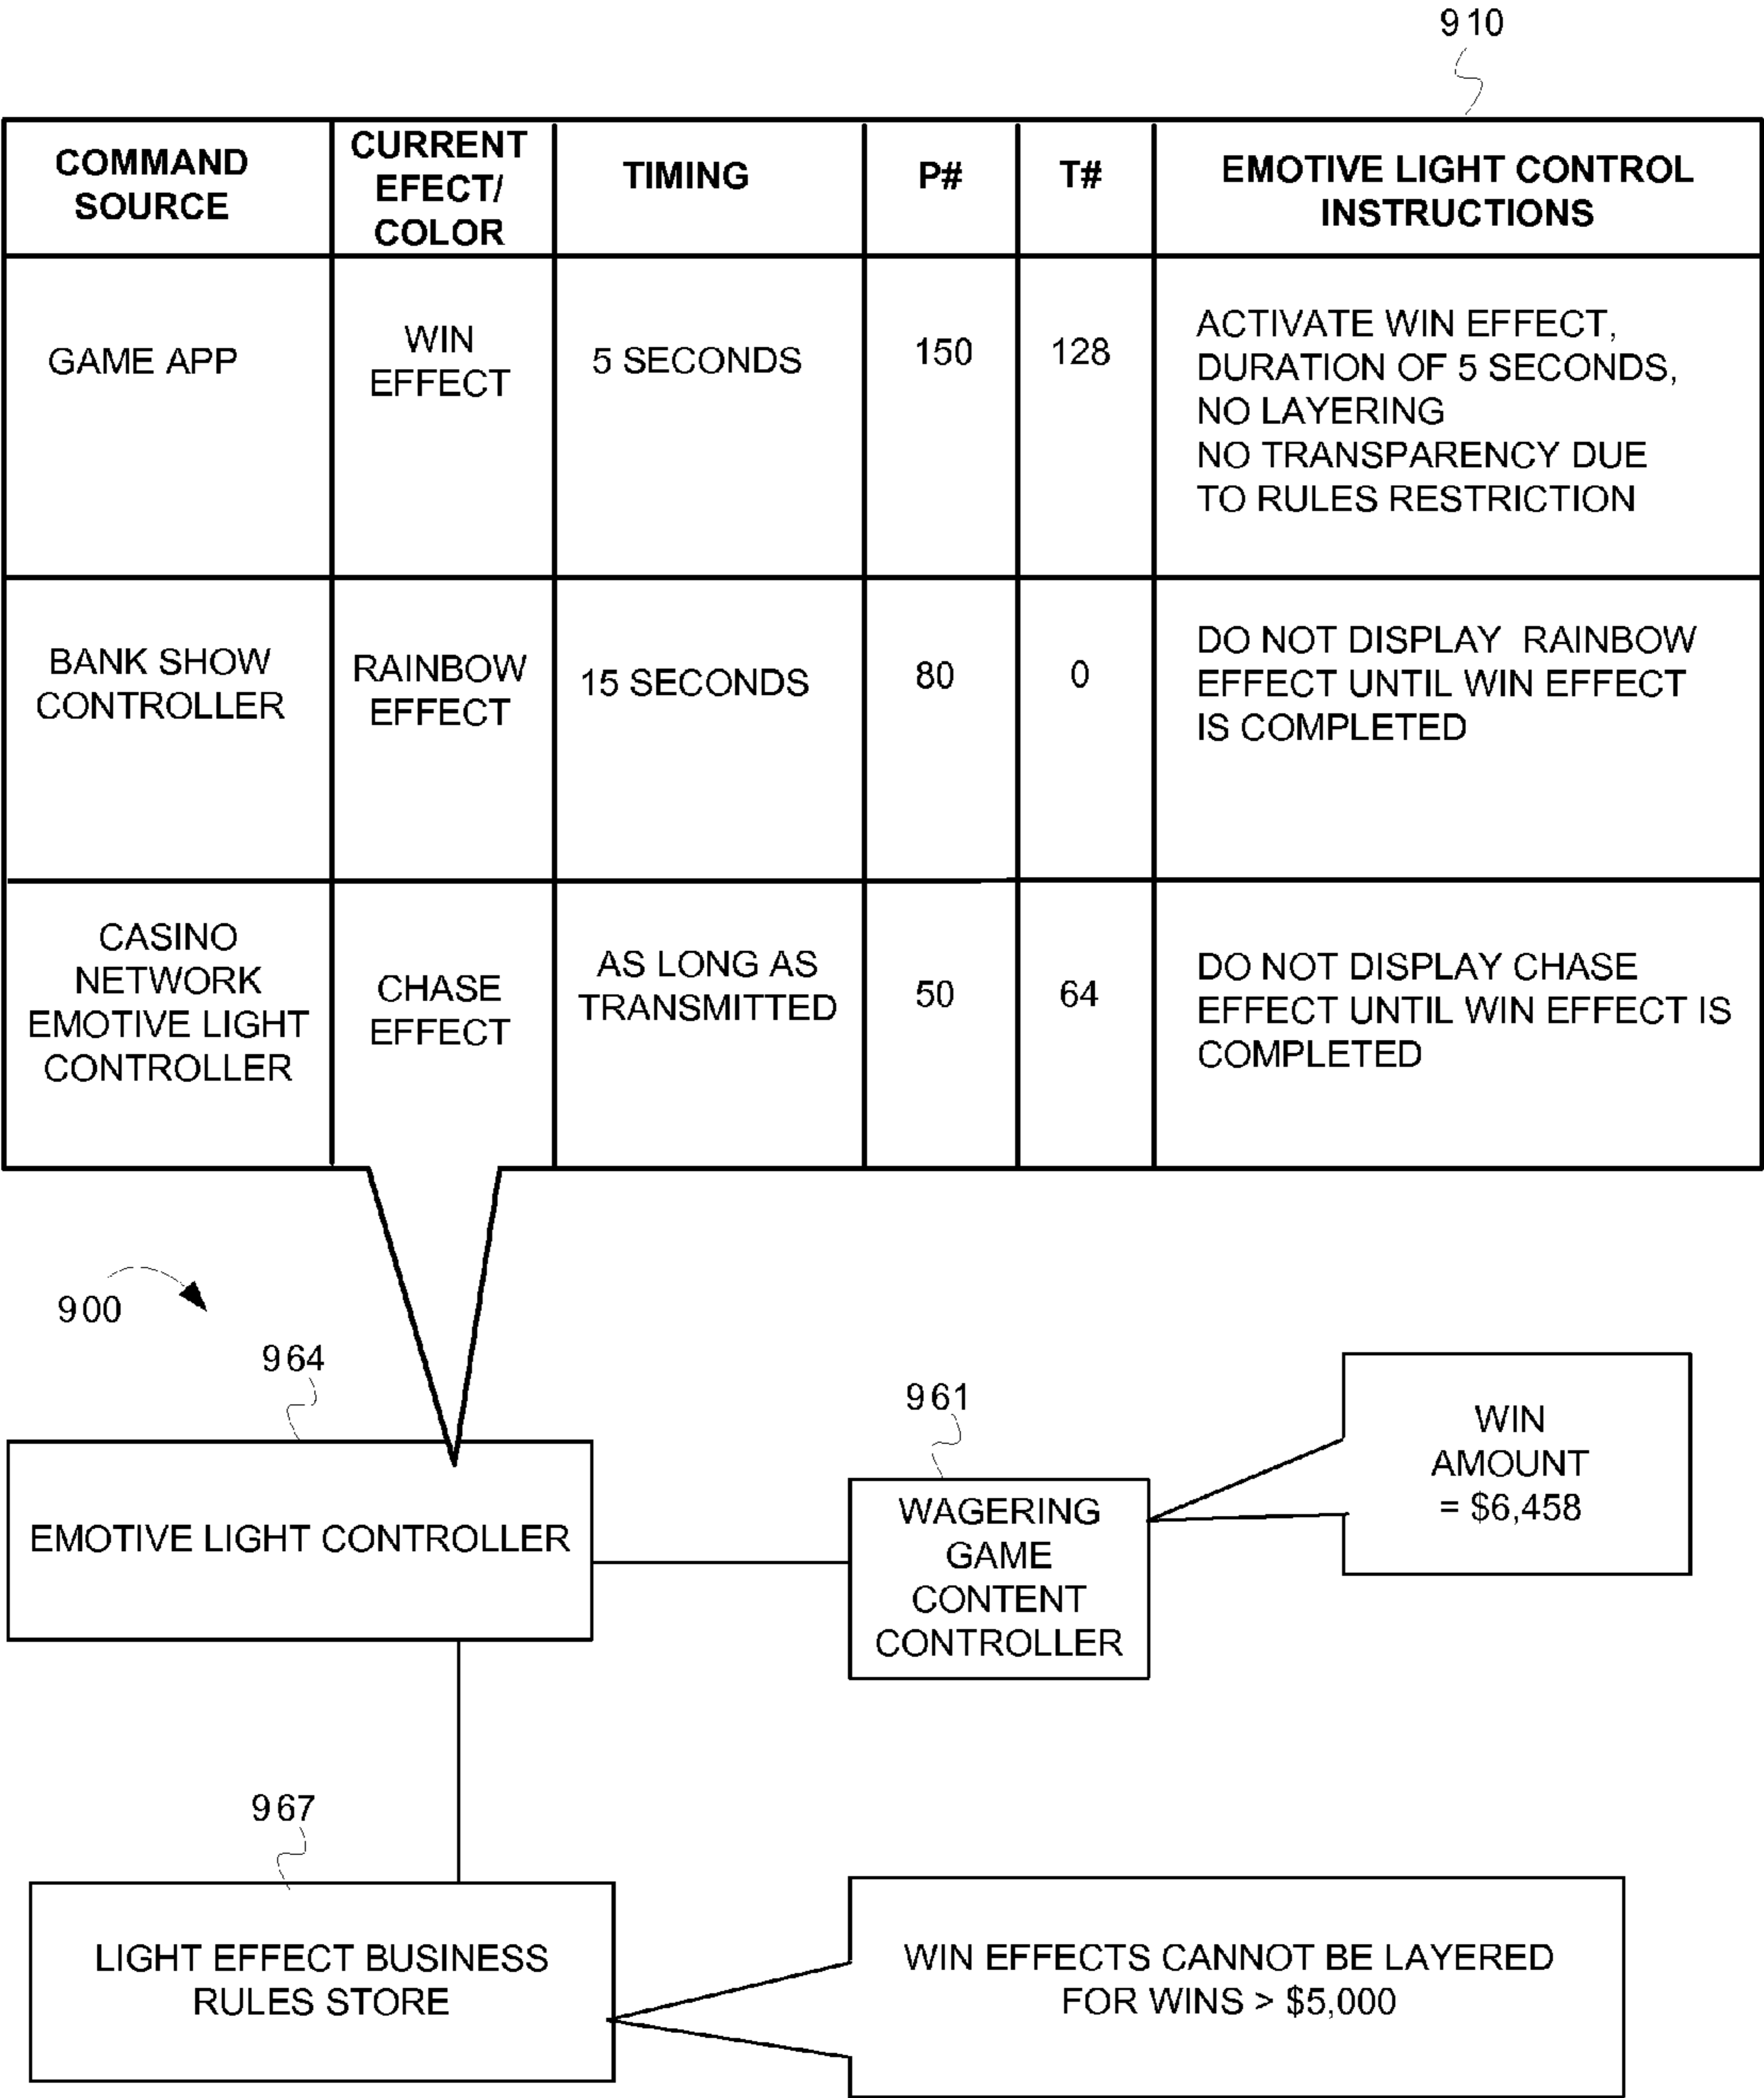 910
COMMAND
SOURCE
CURRENT
EFECT/
COLOR
TIMING
P#
T#
EMOTIVE LIGHT CONTROL
INSTRUCTIONS
GAME APP
WIN
EFFECT
5 SECONDS
150
128
ACTIVATE WIN EFFECT,
DURATION OF 5 SECONDS,
NO LAYERING
NO TRANSPARENCY DUE
TO RULES RESTRICTION
BANK SHOW
CONTROLLER
RAINBOW
EFFECT
15 SECONDS
80
0
DO NOT DISPLAY RAINBOW
EFFECT UNTIL WIN EFFECT
IS COMPLETED
CASINO
NETWORK
EMOTIVE LIGHT
CONTROLLER
CHASE
EFFECT
AS LONG AS
TRANSMITTED
50
64
DO NOT DISPLAY CHASE
EFFECT UNTIL WIN EFFECT IS
COMPLETED
900
964
EMOTIVE LIGHT CONTROLLER
961
WAGERING
GAME
CONTENT
CONTROLLER
WIN
AMOUNT
= $6,458
967
LIGHT EFFECT BUSINESS
RULES STORE
WIN EFFECTS CANNOT BE LAYERED
FOR WINS > $5,000